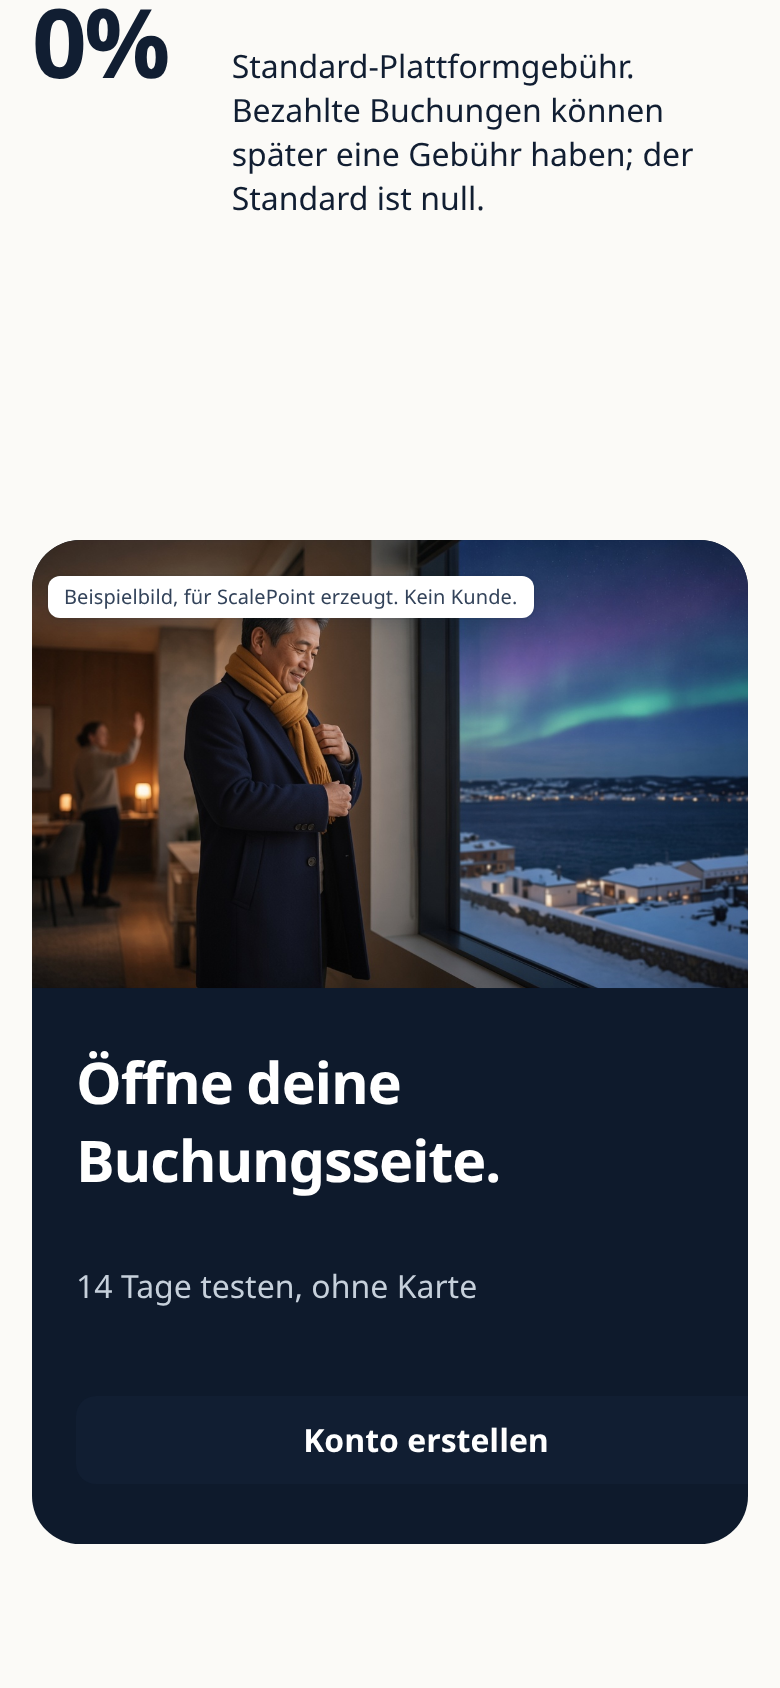 0%
Standard-Plattformgebühr.
Bezahlte Buchungen können
später eine Gebühr haben; der
Standard ist null.
Beispielbild, für ScalePoint erzeugt. Kein Kunde.
Öffne deine
Buchungsseite.
14 Tage testen, ohne Karte
Konto erstellen